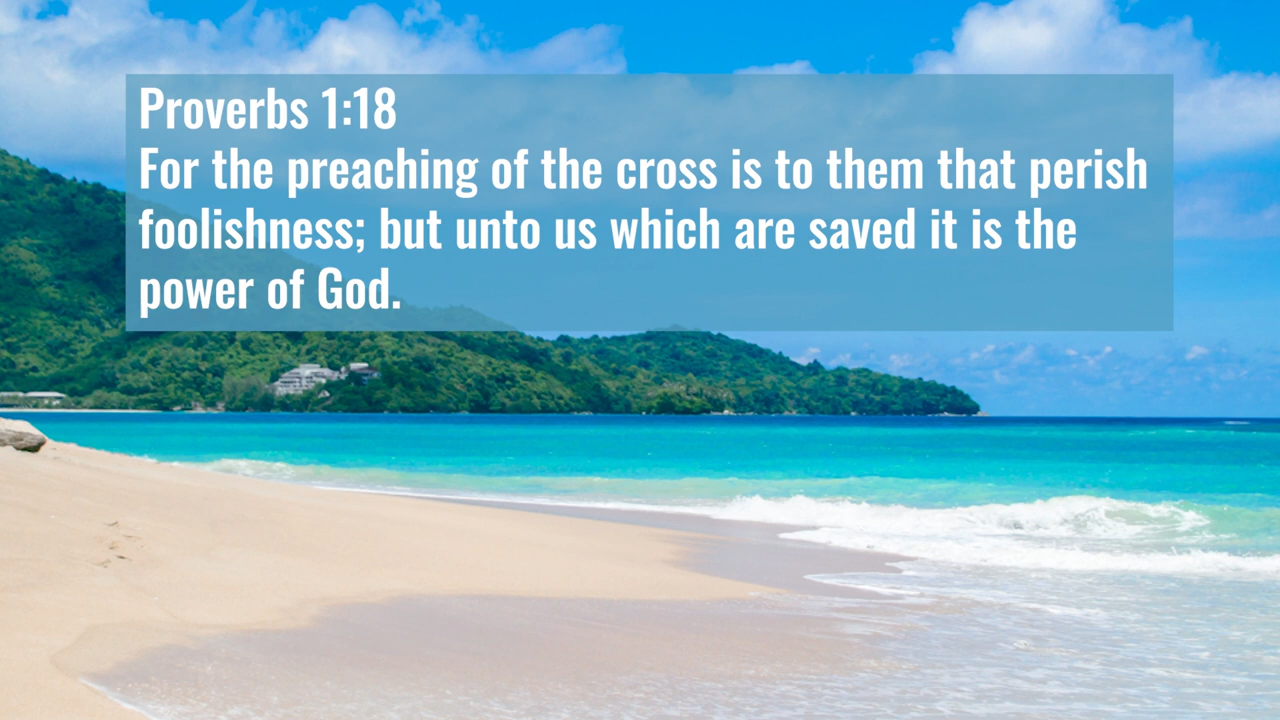 Proverbs 1:18
For the preaching of the cross is to them that perish
foolishness; but unto us which are saved it is the
power of God.